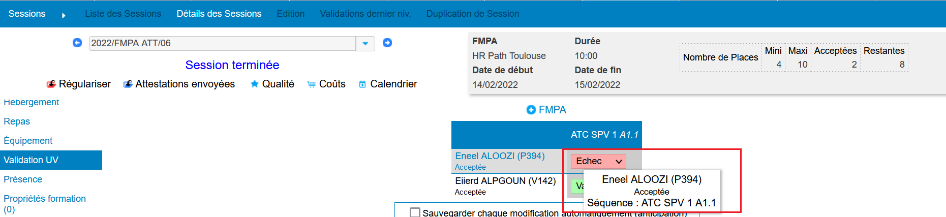 Sessions Liste des Sessions Détails des Sessions Edition Validations dernier niv. Duplication de Session
2022/FMPA ATT/06
Session terminée
Régulariser Attestations envoyées Qualité Coûts Calendrier
FMPA Durée
HR Path Toulouse 10:00
Date de début Date de fin
14/02/2022 15/02/2022
Mini Maxi Acceptées Restantes
Nombre de Places 4 10 2 8
Hébergement
Repas
Équipement
Validation UV
Présence
Propriétés formation
(0)
FMPA
ATC SPV 1 A1.1
Eneel ALOOZI (P394) Echec
Acceptée
Eiierd ALPGOUN (V142) Va
Acceptée
Eneel ALOOZI (P394)
Acceptée
Séquence : ATC SPV 1 A1.1
Sauvegarder chaque modification automatiquement (anticipation)